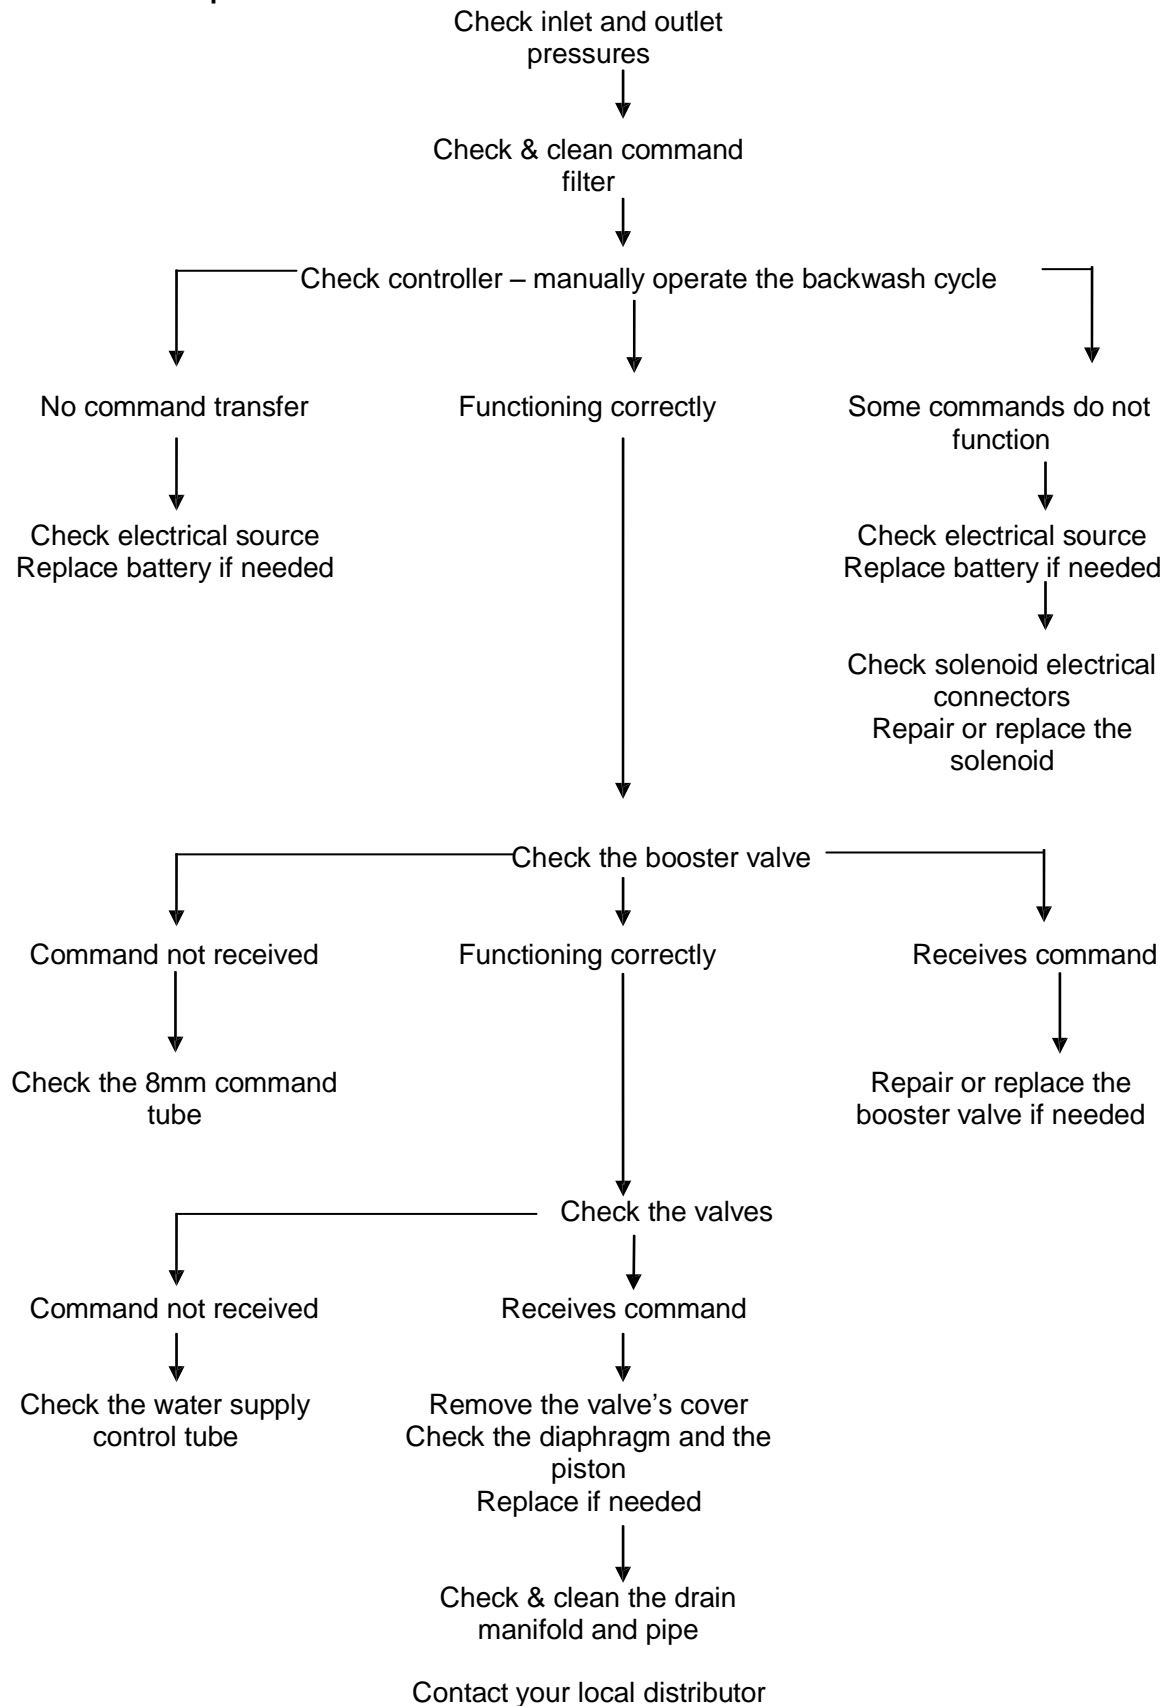 Check inlet and outlet
pressures
Check & clean command
filter
Check controller – manually operate the backwash cycle
No command transfer
Functioning correctly
Some commands do not
function
Check electrical source
Replace battery if needed
Check electrical source
Replace battery if needed
Check solenoid electrical
connectors
Repair or replace the
solenoid
Check the booster valve
Command not received
Functioning correctly
Receives command
Check the 8mm command
tube
Repair or replace the
booster valve if needed
Check the valves
Command not received
Receives command
Check the water supply
control tube
Remove the valve’s cover
Check the diaphragm and the
piston
Replace if needed
Check & clean the drain
manifold and pipe
Contact your local distributor